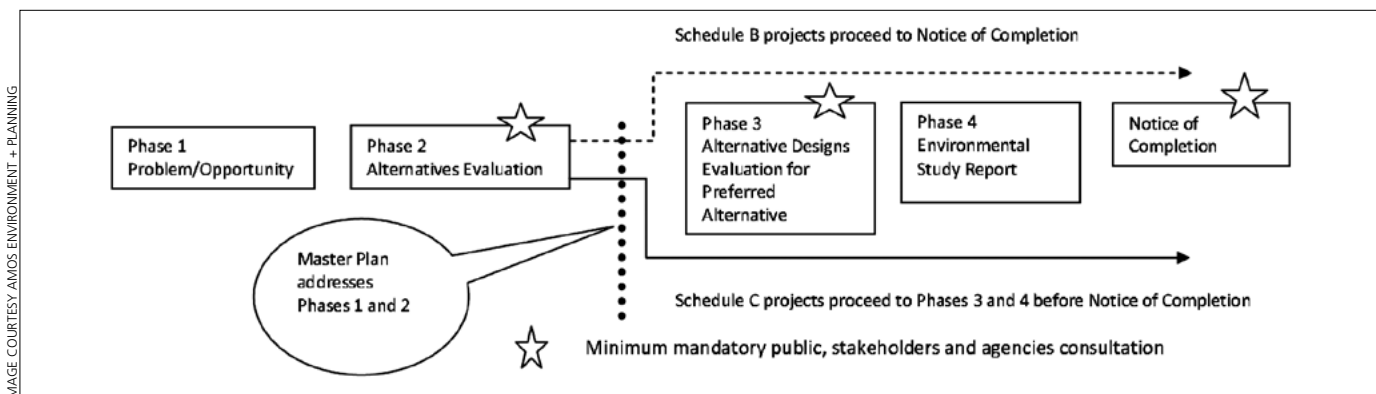 Schedule B projects proceed to Notice of Completion
Phase 1
Problem/Opportunity
Phase 2
Alternatives Evaluation
Phase 3
Alternative Designs
Evaluation for
Preferred
Alternative
Phase 4
Environmental
Study Report
Notice of
Completion
Master Plan
addresses
Phases 1 and 2
Schedule C projects proceed to Phases 3 and 4 before Notice of Completion
Minimum mandatory public, stakeholders and agencies consultation
MAGE COURTESY AMOS ENVIRONMENT + PLANNING